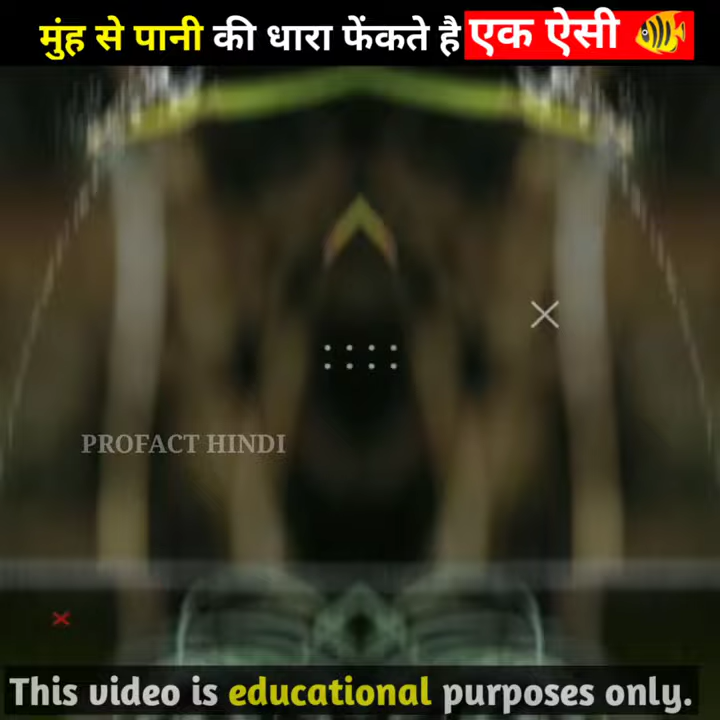 मुंह से पानी की धारा फेंकते है एक ऐसी 🐠
PROFACT HINDI
This video is educational purposes only.